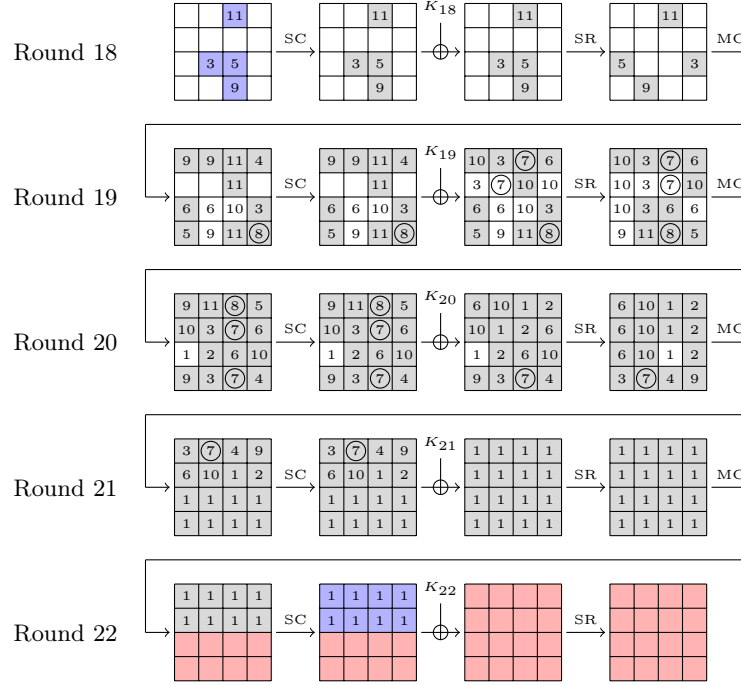 K18
11 11 11 11
Round 18 SC SR MC
3 5 3 5 3 5 5 3
9 9 9 9
K19
9 9 11 4 9 9 11 4 10 3 7 6 10 3 7 6
SC SR MC
11 11 3 7 10 10 10 3 7 10
Round 19
6 6 10 3 6 6 10 3 6 6 10 3 10 3 6 6
5 9 11 8 5 9 11 8 5 9 11 8 9 11 8 5
K20
9 11 8 5 9 11 8 5 6 10 1 2 6 10 1 2
SC SR MC
10 3 7 6 10 3 7 6 10 1 2 6 6 10 1 2
Round 20
1 2 6 10 1 2 6 10 1 2 6 10 6 10 1 2
9 3 7 4 9 3 7 4 9 3 7 4 3 7 4 9
K21
3 7 4 9 3 7 4 9 1 1 1 1 1 1 1 1
SC SR MC
6 10 1 2 6 10 1 2 1 1 1 1 1 1 1 1
Round 21
1 1 1 1 1 1 1 1 1 1 1 1 1 1 1 1
1 1 1 1 1 1 1 1 1 1 1 1 1 1 1 1
K22
1 1 1 1 1 1 1 1
SC SR
1 1 1 1 1 1 1 1
Round 22